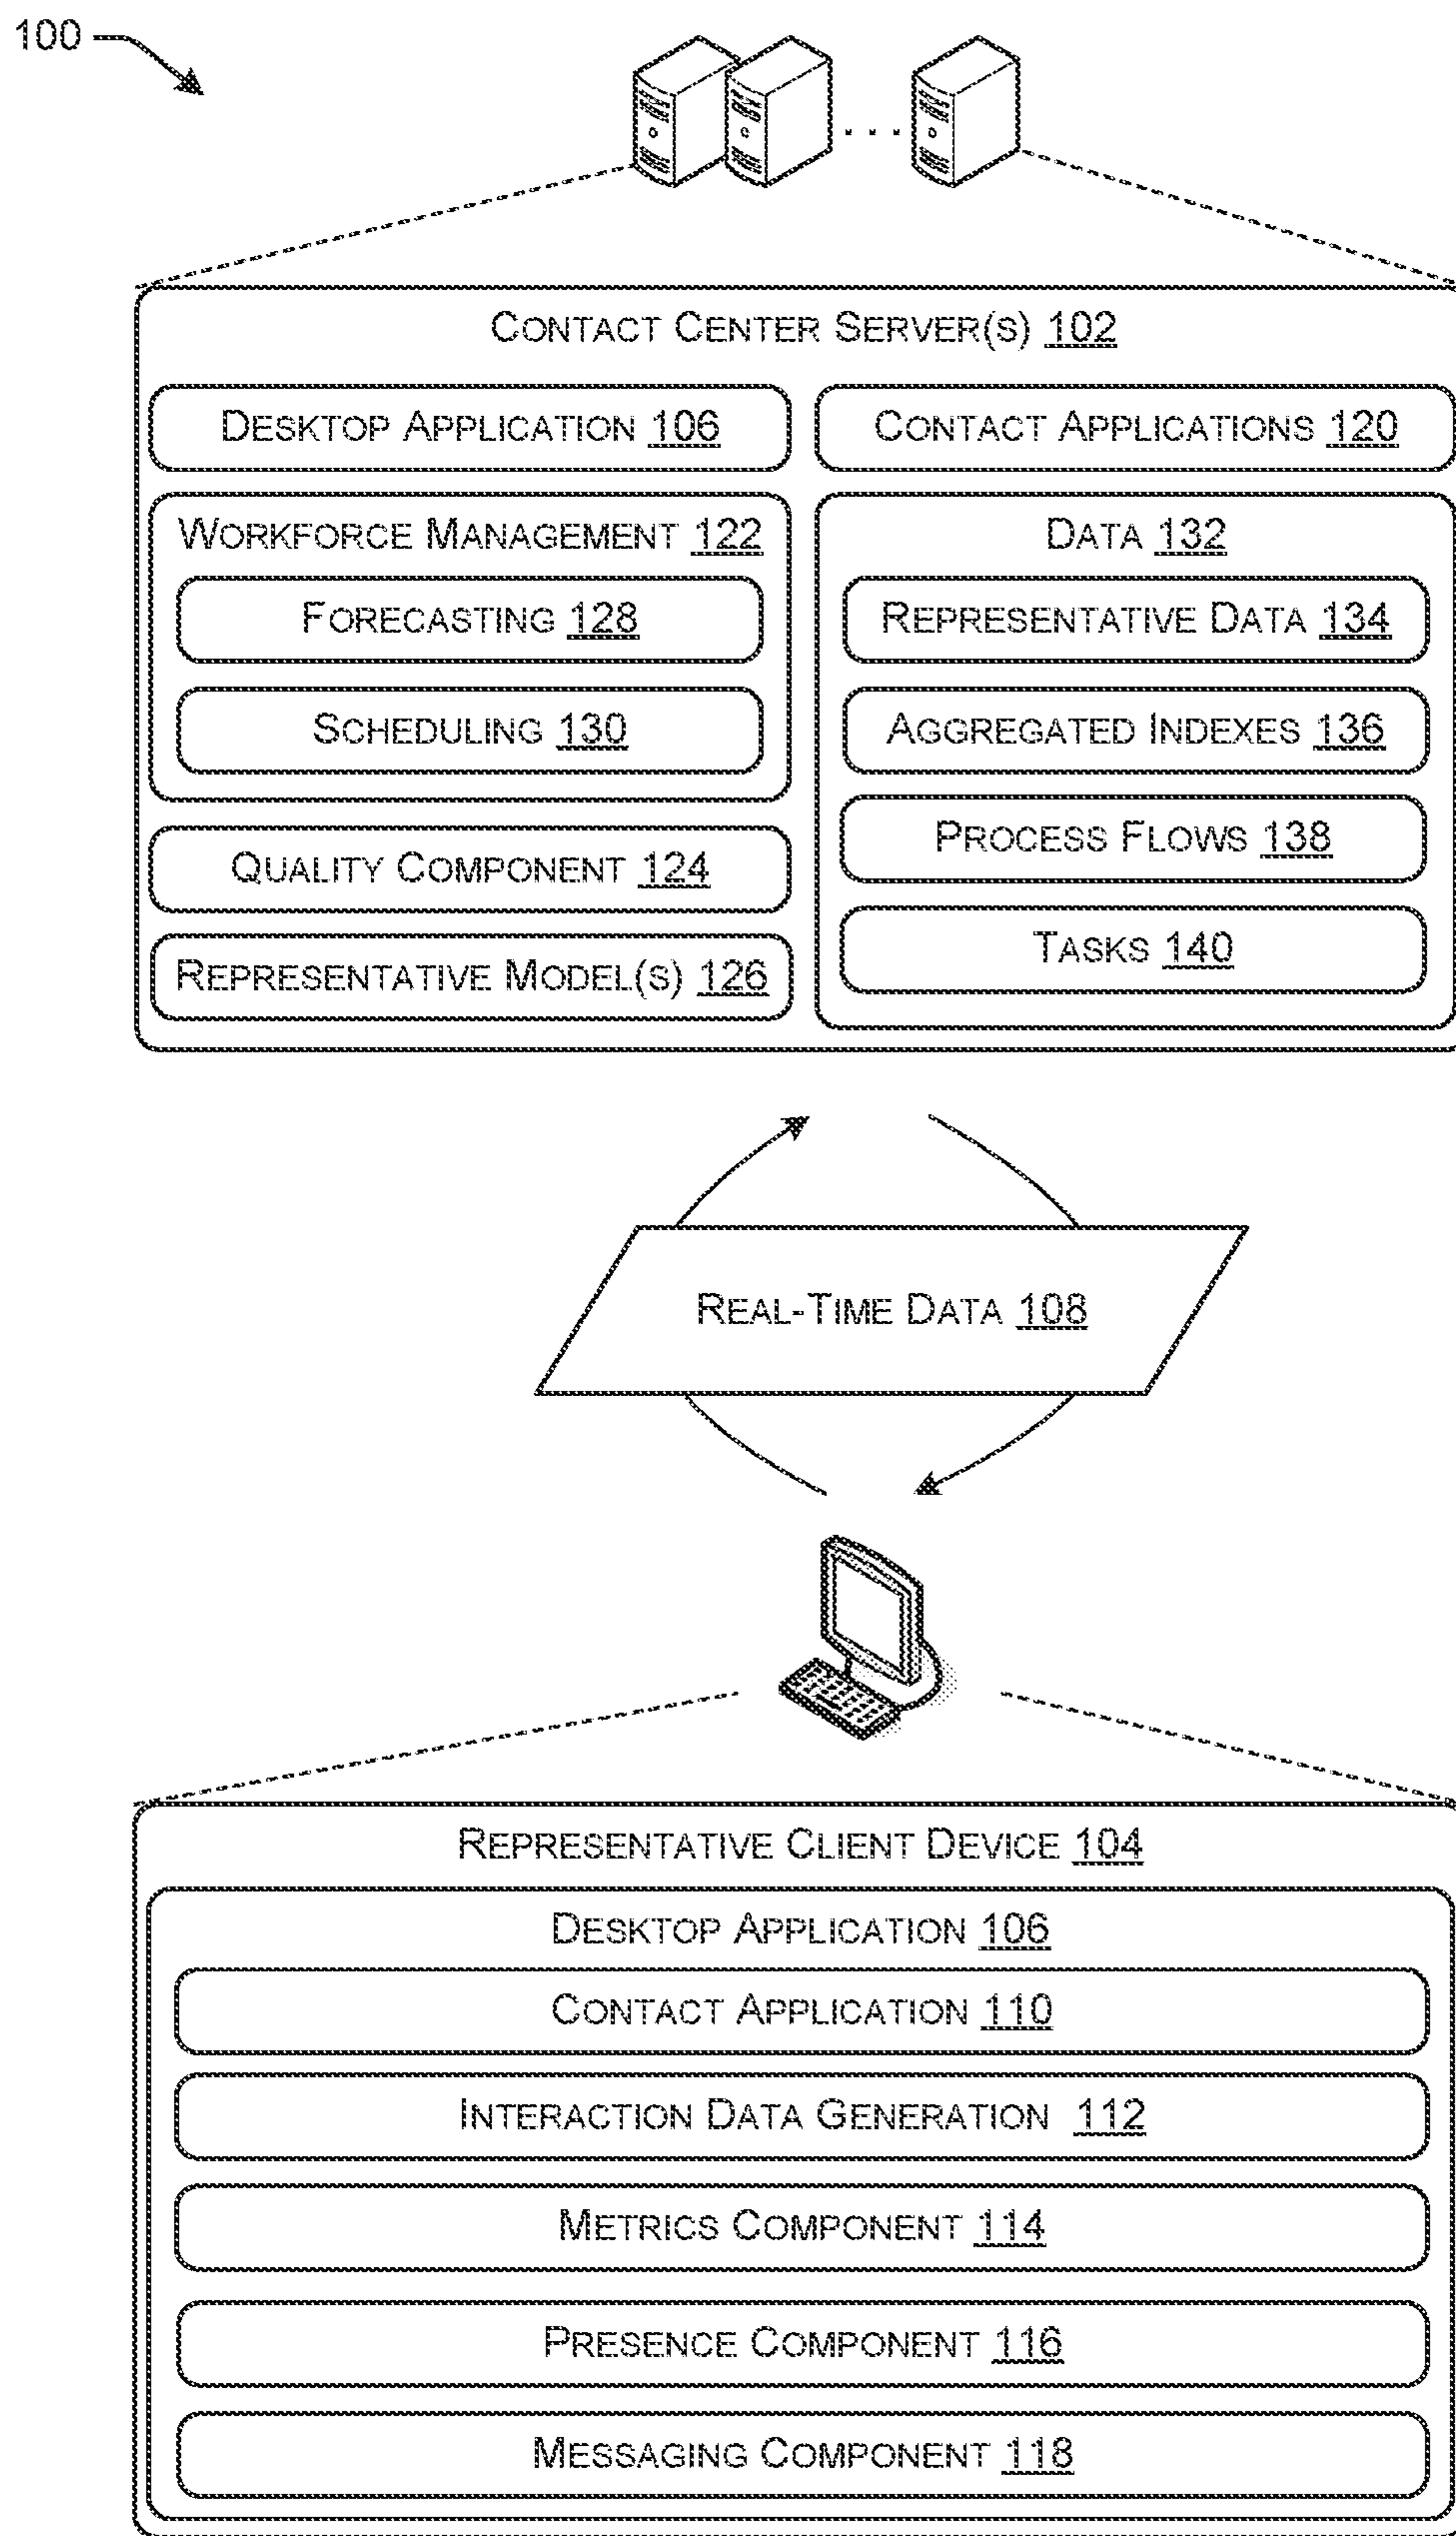 100
CONTACT CENTER SERVER(S) 102
DESKTOP APPLICATION 106
CONTACT APPLICATIONS 120
WORKFORCE MANAGEMENT 122
FORECASTING 128
SCHEDULING 130
DATA 132
REPRESENTATIVE DATA 134
AGGREGATED INDEXES 136
PROCESS FLOWS 138
TASKS 140
QUALITY COMPONENT 124
REPRESENTATIVE MODEL(S) 126
REAL-TIME DATA 108
REPRESENTATIVE CLIENT DEVICE 104
DESKTOP APPLICATION 106
CONTACT APPLICATION 110
INTERACTION DATA GENERATION 112
METRICS COMPONENT 114
PRESENCE COMPONENT 116
MESSAGING COMPONENT 118